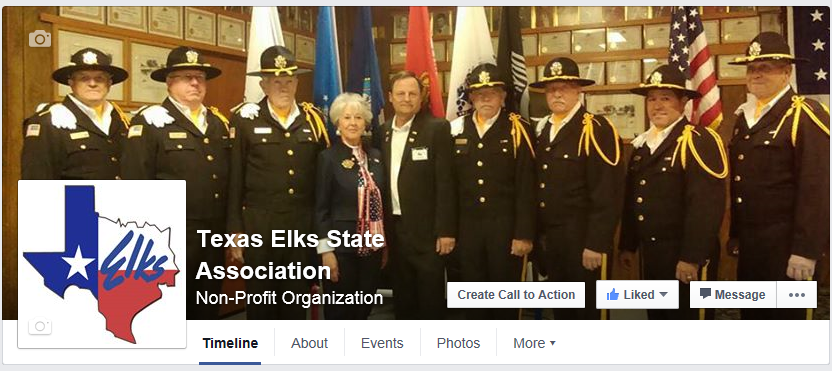 Elks
Texas Elks State
Association
Non-Profit Organization
Create Call to Action
Liked
Message
Timeline
About
Events
Photos
More